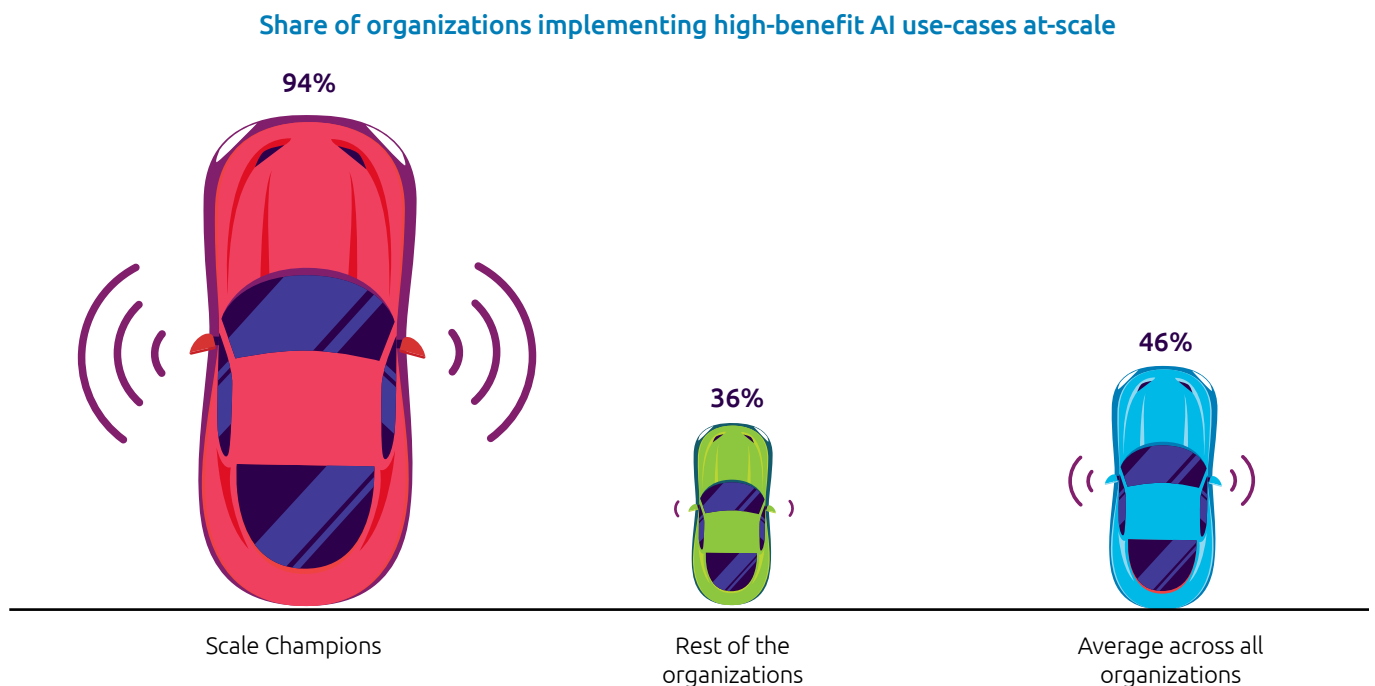 Share of organizations implementing high-benefit AI use-cases at-scale
94%
36%
46%
Scale Champions
Rest of the
organizations
Average across all
organizations